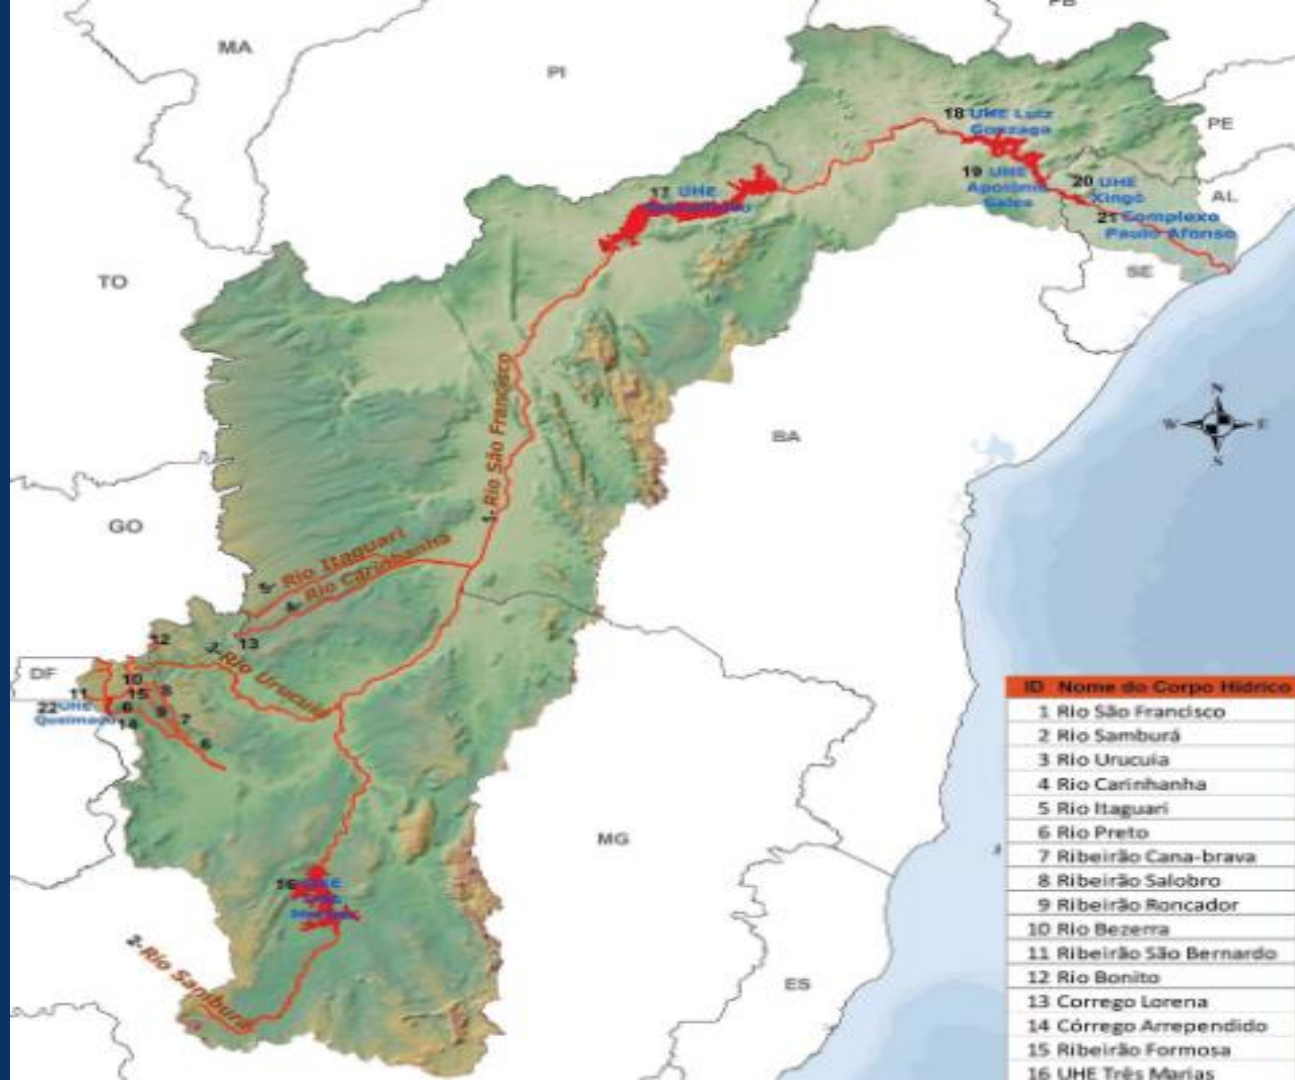 PB
MA
PI
18 UHE Luiz
Gonzaga
PE
17 UHE
19 UHE
Apolônio
Sales
20 UHE
Xingó
AL
21 Complexo
Paulo Afonso
TO
SE
1- Rio São Francisco
N
W E
S
BA
GO
5- Rio Itaguari
4- Rio Carinhanha
12
13
3- Rio Urucuia
DF
10
11
15
8
6
9
7
14
6
22 UHE
Queimado
MG
16 UHE
2- Rio Samburá
ES
ID Nome do Corpo Hídrico
1 Rio São Francisco
2 Rio Samburá
3 Rio Urucuia
4 Rio Carinhanha
5 Rio Itaguari
6 Rio Preto
7 Ribeirão Cana-brava
8 Ribeirão Salobro
9 Ribeirão Roncador
10 Rio Bezerra
11 Ribeirão São Bernardo
12 Rio Bonito
13 Corrego Lorena
14 Córrego Arrependido
15 Ribeirão Formosa
16 UHE Três Marias